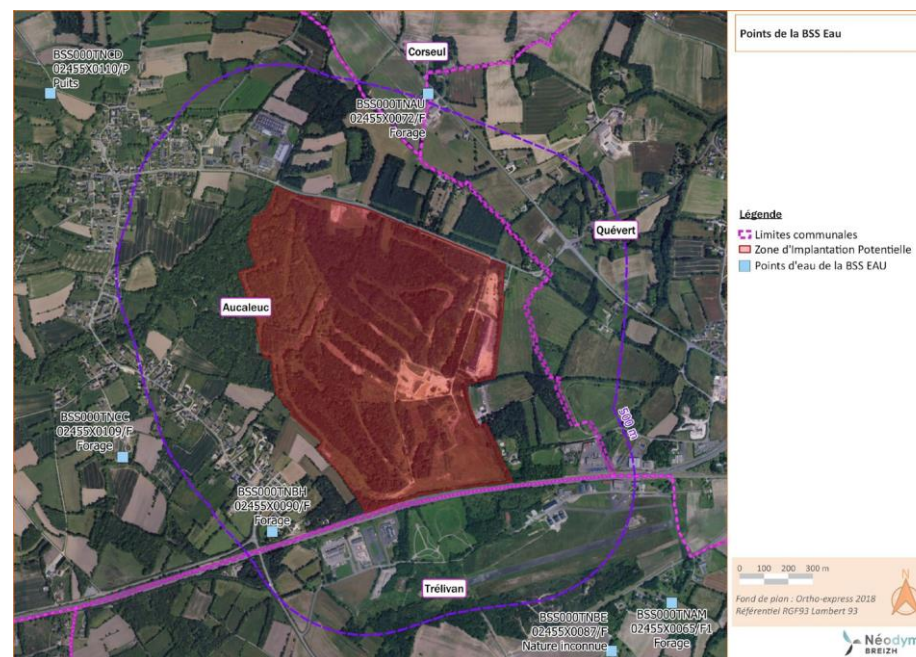 Points de la BSS Eau
Corseul
BSS000TNCD
02455X0110/P
Puits
BSS000TNAU
02455X0072/F
Forage
Quévert
Aucaleuc
500 m
BSS000TNCC
02455X0109/F
Forage
BSS000TNBH
02455X0090/F
Forage
Trélivan
BSS000TNBE
02455X0087/F
Nature inconnue
BSS000TNAM
02455X0065/F1
Forage
Légende
Limites communales
Zone d'Implantation Potentielle
Points d'eau de la BSS EAU
0 100 200 300 m
N
Fond de plan : Ortho-express 2018
Référentiel RGF93 Lambert 93
Néodym
BREIZH